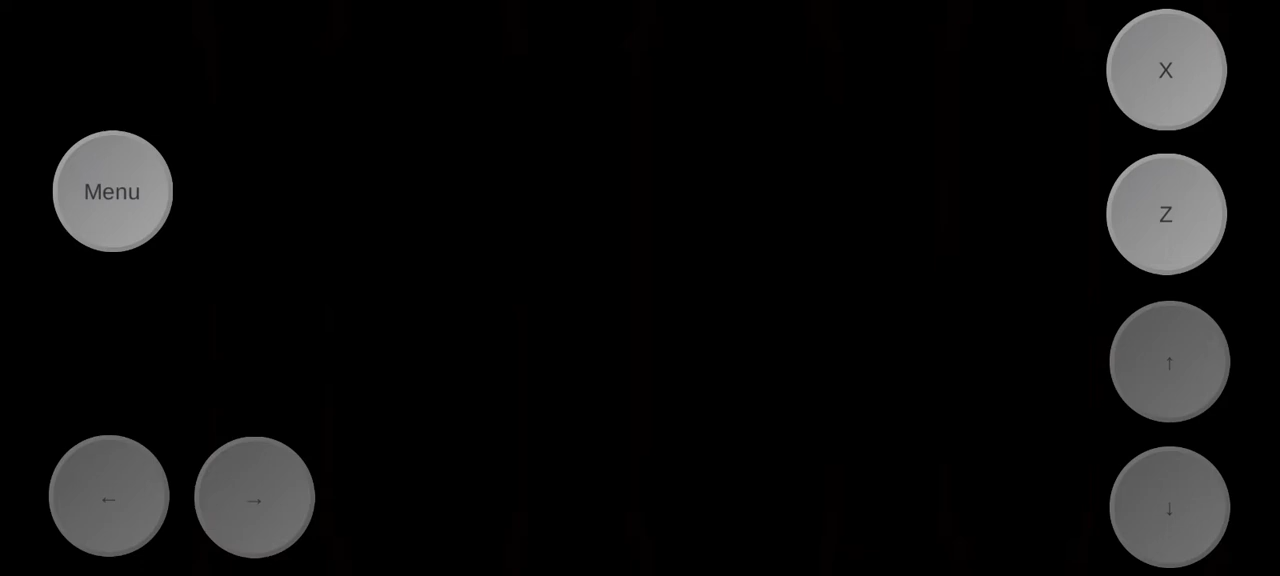 X
Menu
Z
↑
← →
↓